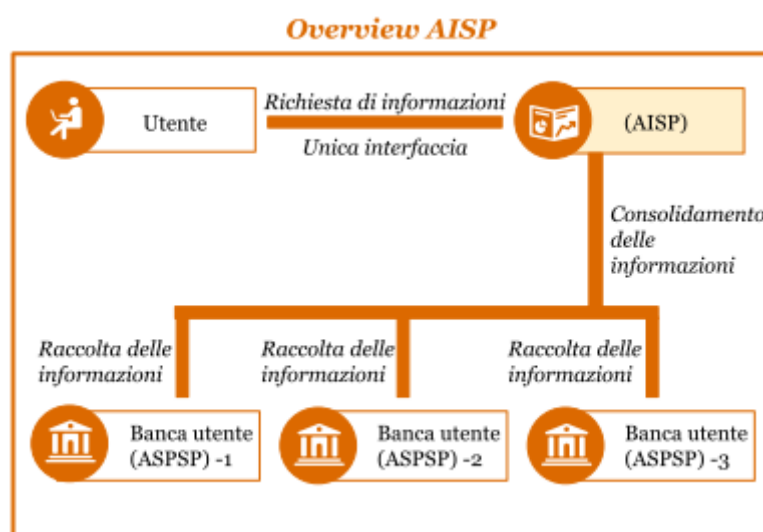 Overview AISP
Utente
Richiesta di informazioni
Unica interfaccia
(AISP)
Consolidamento
delle
informazioni
Raccolta delle
informazioni
Raccolta delle
informazioni
Raccolta delle
informazioni
Banca utente
(ASPSP) -1
Banca utente
(ASPSP) -2
Banca utente
(ASPSP) -3